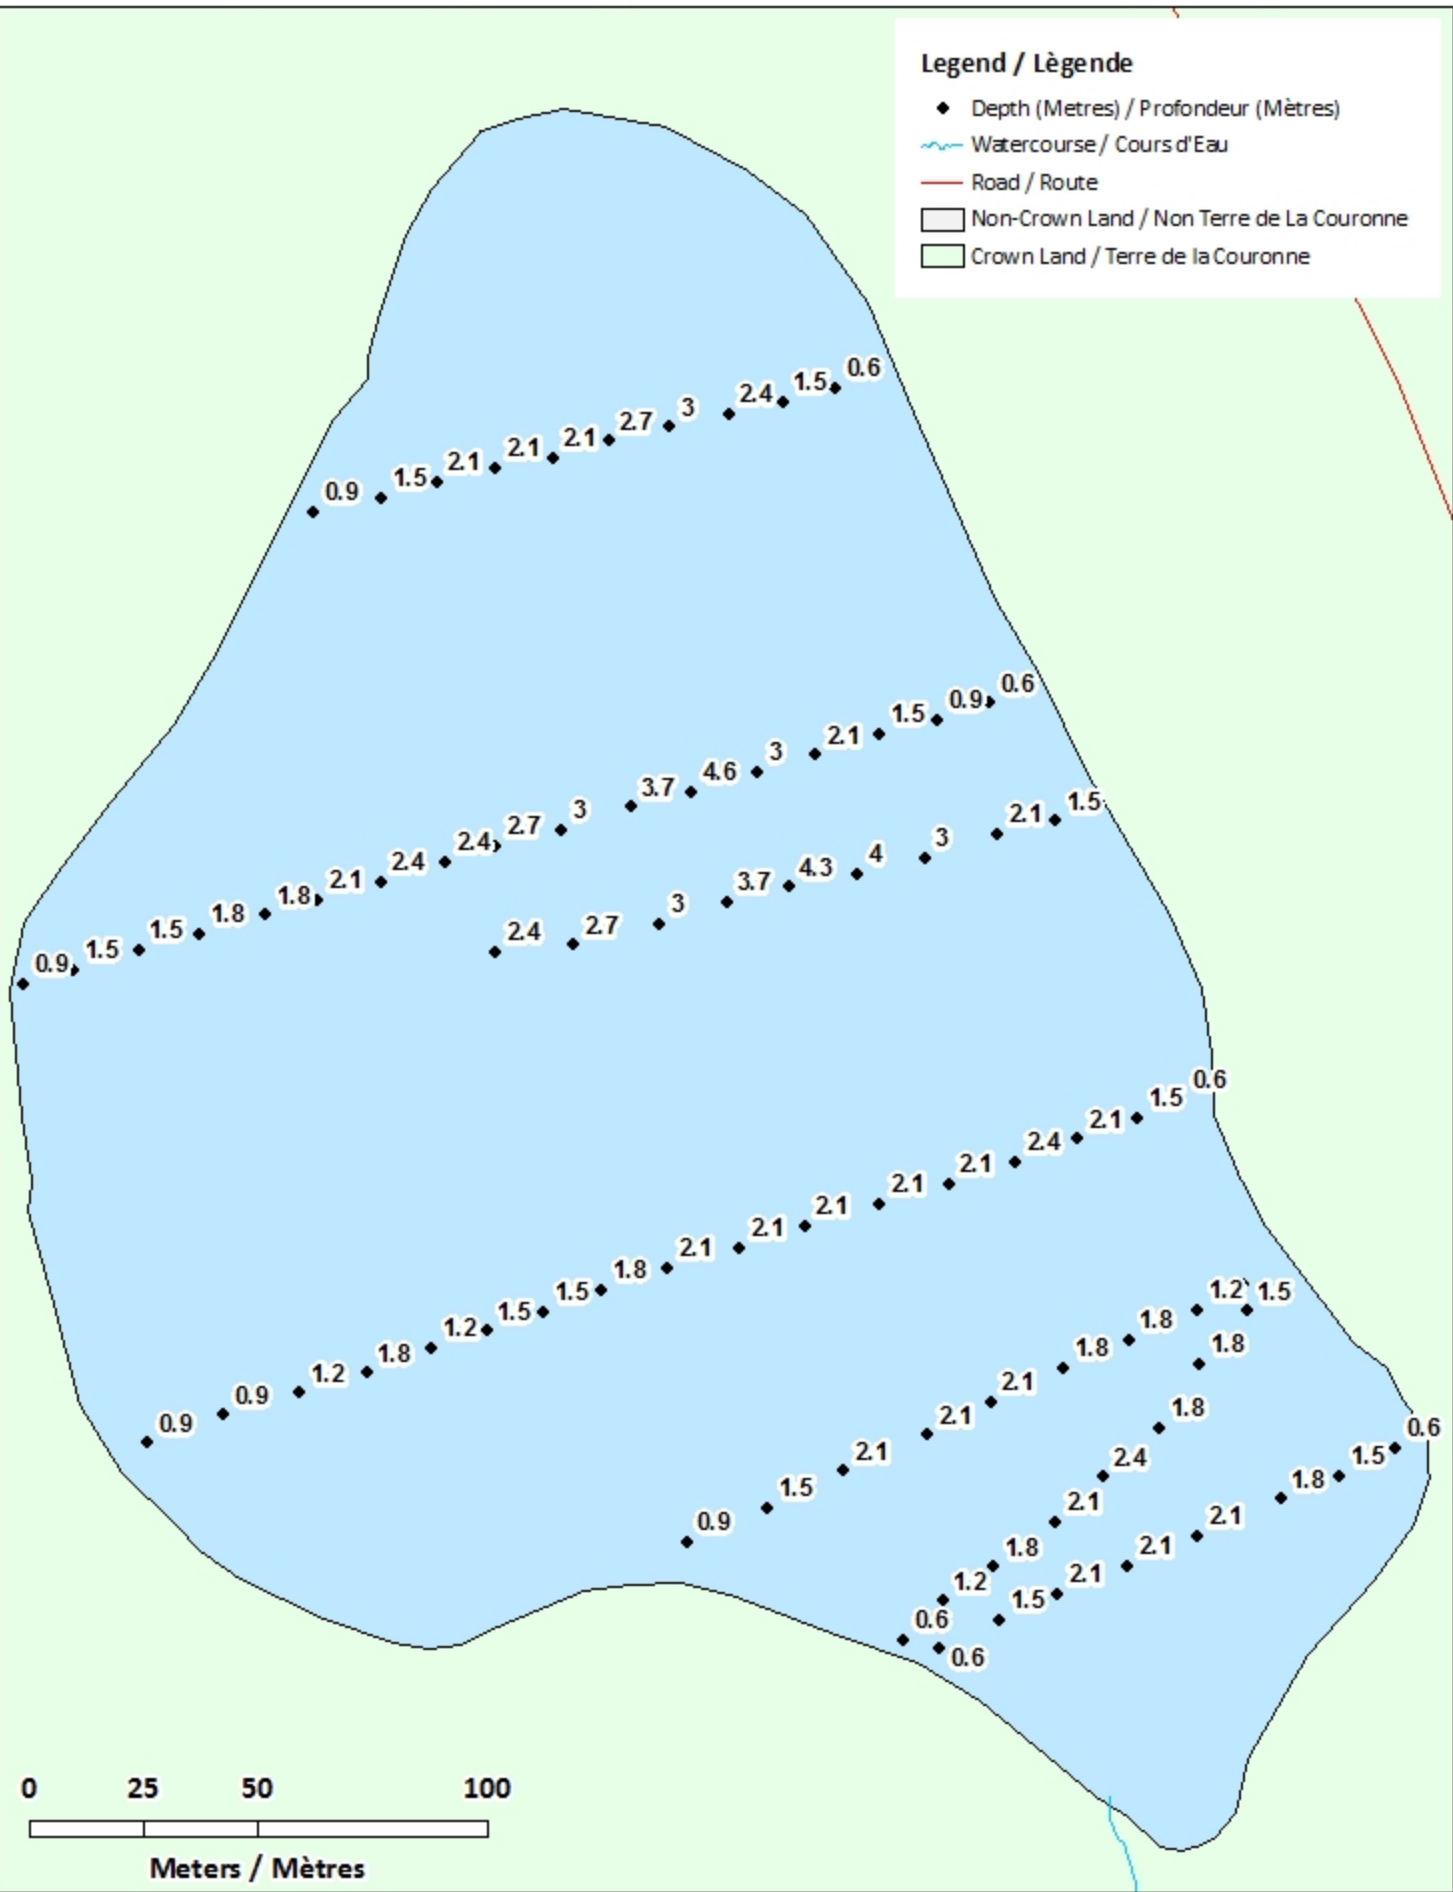 Legend / Lègende
Depth (Metres) / Profondeur (Mètres)
Watercourse / Cours d'Eau
Road / Route
Non-Crown Land / Non Terre de La Couronne
Crown Land / Terre de la Couronne
0.9 1.5 2.1 2.1 2.1 2.7 3 2.4 1.5 0.6
0.9 1.5 1.5 1.8 1.8 2.1 2.4 2.4 2.7 3 3.7 4.6 3 2.1 1.5 0.9 0.6
2.4 2.7 3 3.7 4.3 4 3 2.1 1.5
0.9 0.9 1.2 1.8 1.2 1.5 1.5 1.8 2.1 2.1 2.1 2.1 2.1 2.4 2.1 1.5 0.6
0.9 1.5 2.1 2.1 2.1 1.8 1.8 1.2
0.6 1.2 1.8 2.1 2.4 1.8 1.8 1.5
0.6 1.5 2.1 2.1 2.1 1.8 1.5 0.6
0 25 50 100
Meters / Mètres